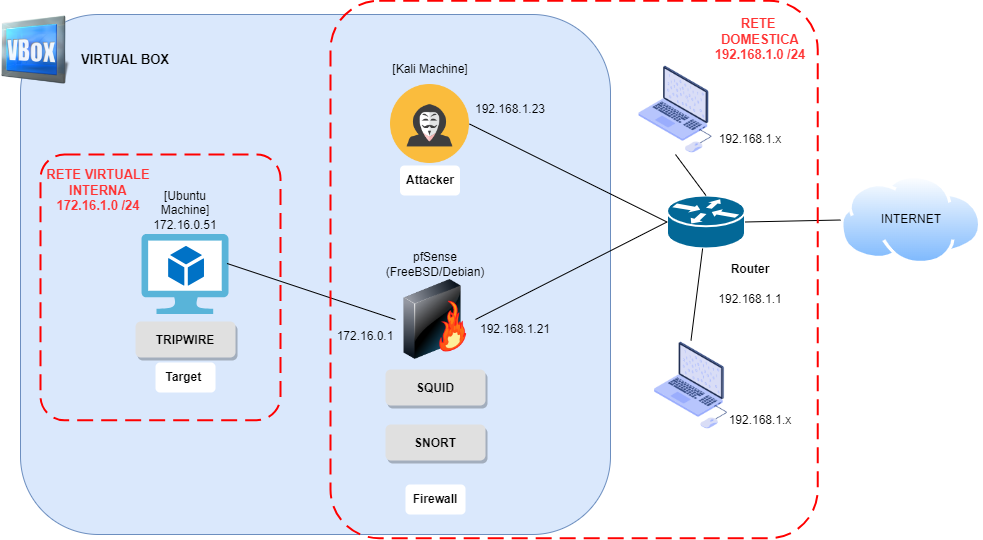 VBox
VIRTUAL BOX
RETE
DOMESTICA
192.168.1.0 /24
[Kali Machine]
192.168.1.23
Attacker
192.168.1.x
RETE VIRTUALE
INTERNA
172.16.1.0 /24
[Ubuntu
Machine]
172.16.0.51
INTERNET
pfSense
(FreeBSD/Debian)
Router
192.168.1.1
172.16.0.1
192.168.1.21
TRIPWIRE
Target
SQUID
SNORT
Firewall
192.168.1.x